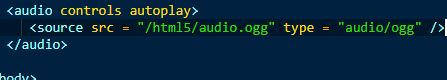 <audio controls autoplay>
<source src = "/html5/audio.ogg" type = "audio/ogg" />
</audio>